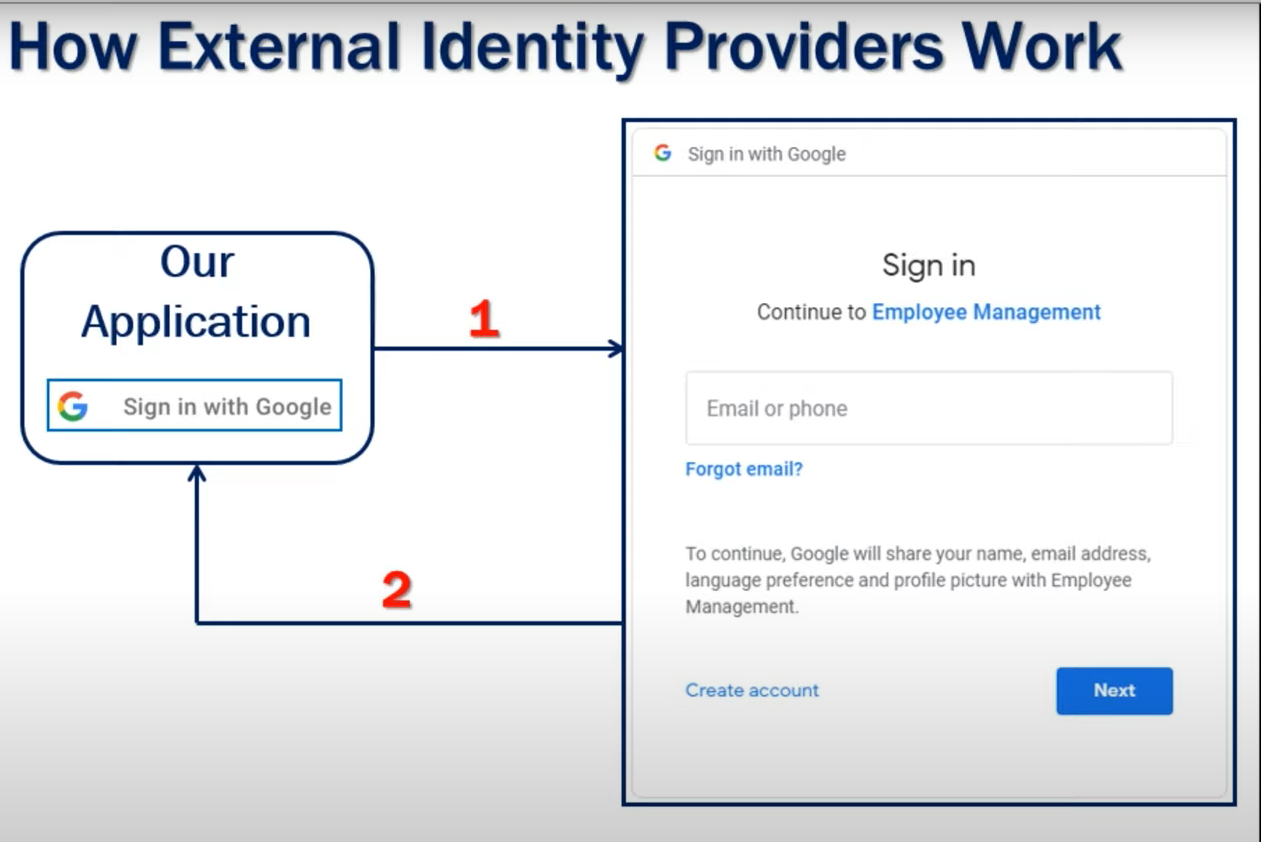 How External Identity Providers Work
Sign in with Google
Our
Application
Sign in with Google
1
2
Sign in
Continue to Employee Management
Email or phone
Forgot email?
To continue, Google will share your name, email address,
language preference and profile picture with Employee
Management.
Create account
Next